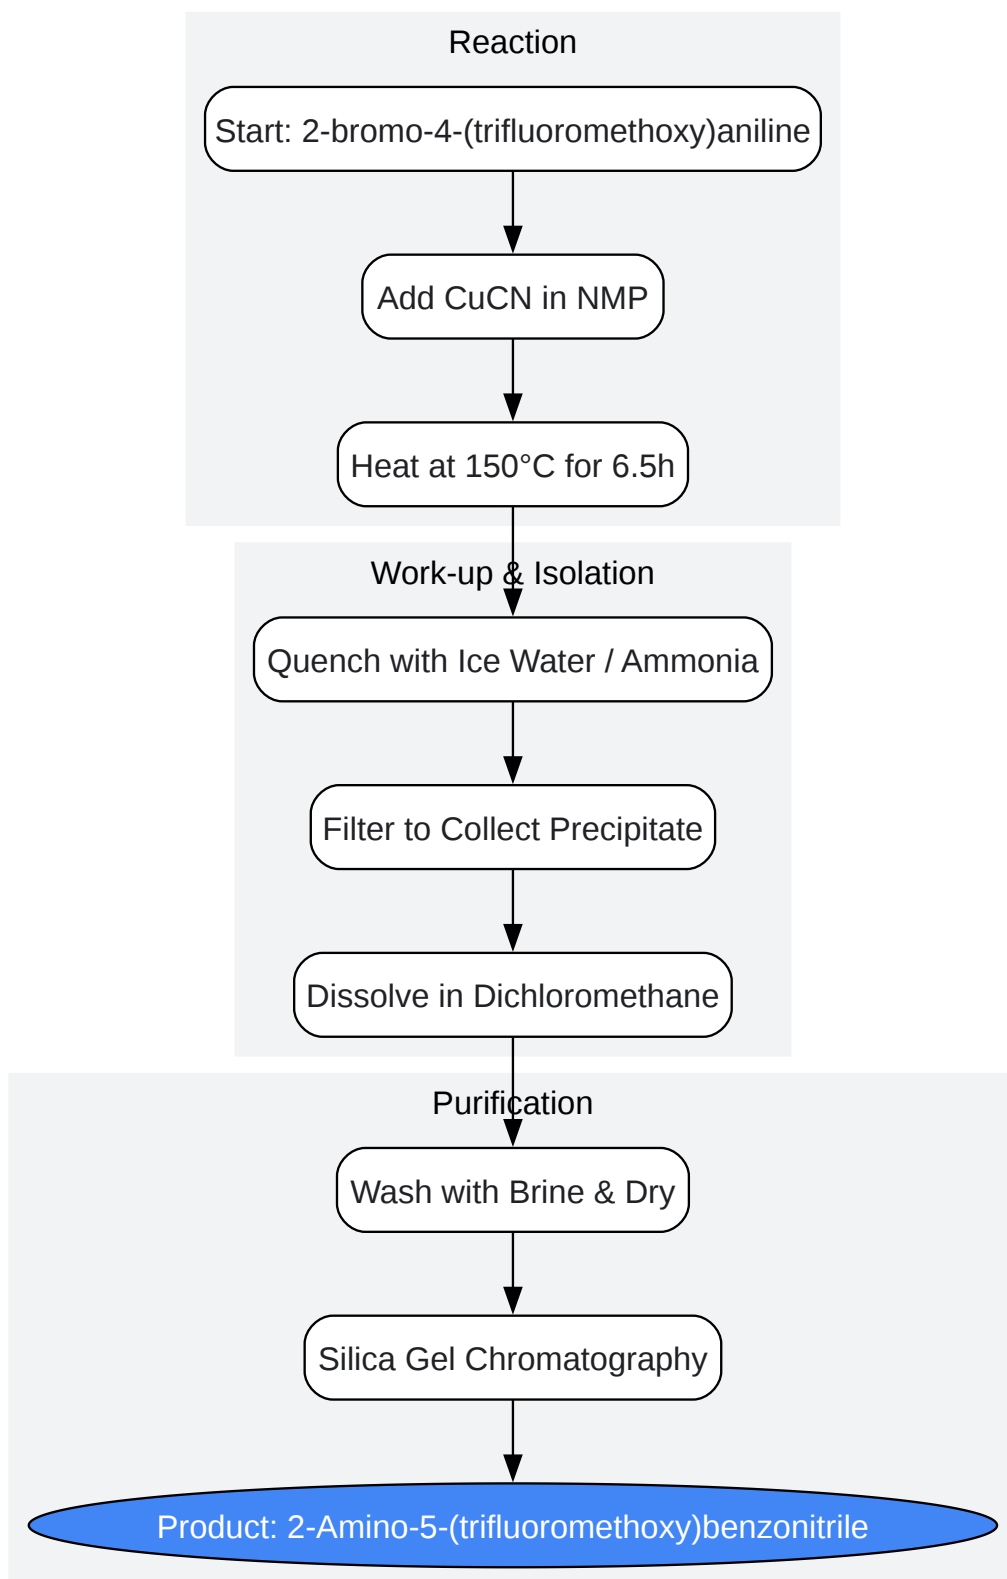 Reaction
Start: 2-bromo-4-(trifluoromethoxy)aniline
Add CuCN in NMP
Heat at 150°C for 6.5h
Work-up & Isolation
Quench with Ice Water / Ammonia
Filter to Collect Precipitate
Dissolve in Dichloromethane
Purification
Wash with Brine & Dry
Silica Gel Chromatography
Product: 2-Amino-5-(trifluoromethoxy)benzonitrile